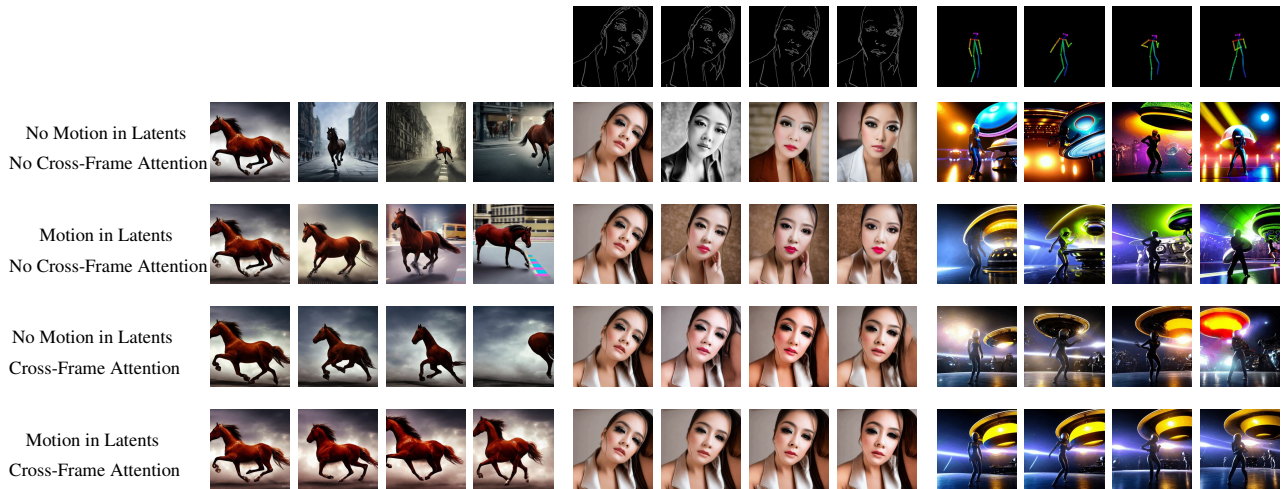 No Motion in Latents
No Cross-Frame Attention
Motion in Latents
No Cross-Frame Attention
No Motion in Latents
Cross-Frame Attention
Motion in Latents
Cross-Frame Attention